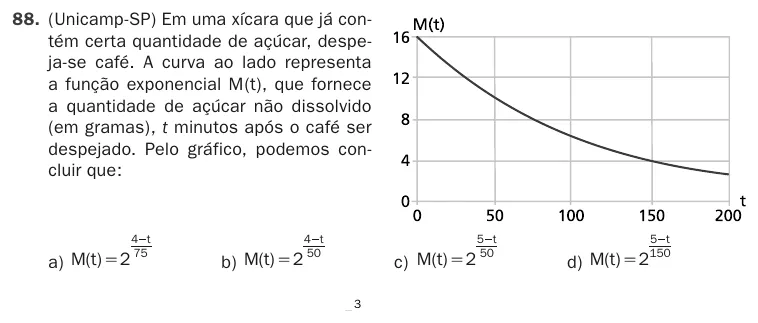 88. (Unicamp-SP) Em uma xícara que já con-
tém certa quantidade de açúcar, despe-
ja-se café. A curva ao lado representa
a função exponencial M(t), que fornece
a quantidade de açúcar não dissolvido
(em gramas), t minutos após o café ser
despejado. Pelo gráfico, podemos con-
cluir que:
M(t)
16
12
8
4
0
0 50 100 150 200
t
a) M(t) = 2^(4–t/75) b) M(t) = 2^(4–t/50) c) M(t) = 2^(5–t/50) d) M(t) = 2^(5–t/150)
3